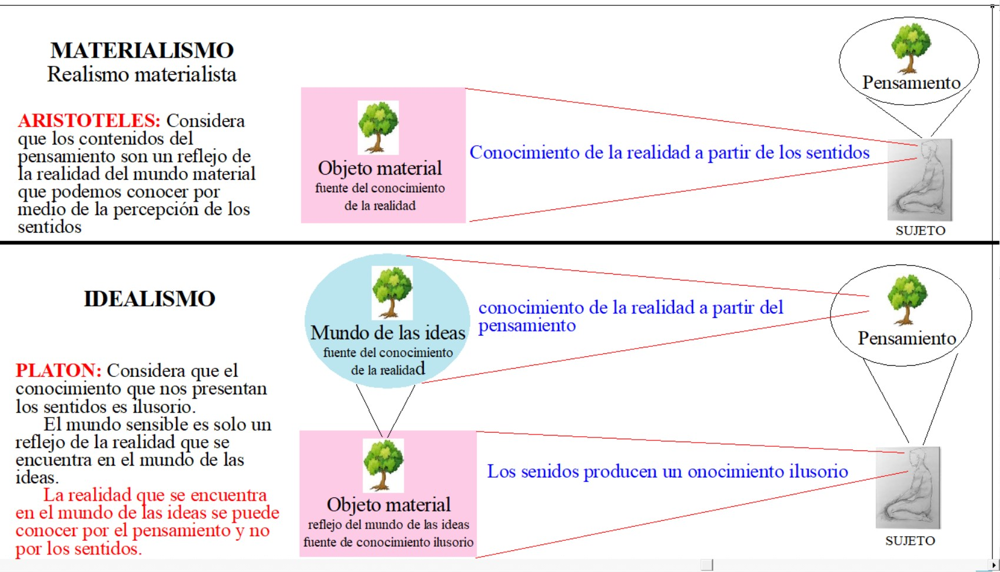 MATERIALISMO
Realismo materialista
ARISTOTELES: Considera
que los contenidos del
pensamiento son un reflejo de
la realidad del mundo material
que podemos conocer por
medio de la percepción de los
sentidos
Objeto material
fuente del conocimiento
de la realidad
Conocimiento de la realidad a partir de los sentidos
Pensamiento
SUJETO
IDEALISMO
PLATON: Considera que el
conocimiento que nos presentan
los sentidos es ilusorio.
El mundo sensible es solo un
reflejo de la realidad que se
encuentra en el mundo de las
ideas.
La realidad que se encuentra
en el mundo de las ideas se puede
conocer por el pensamiento y no
por los sentidos.
Mundo de las ideas
fuente del conocimiento
de la realidad
conocimiento de la realidad a partir del
pensamiento
Pensamiento
Objeto material
reflejo del mundo de las ideas
fuente de conocimiento ilusorio
Los senidos producen un onocimiento ilusorio
SUJETO